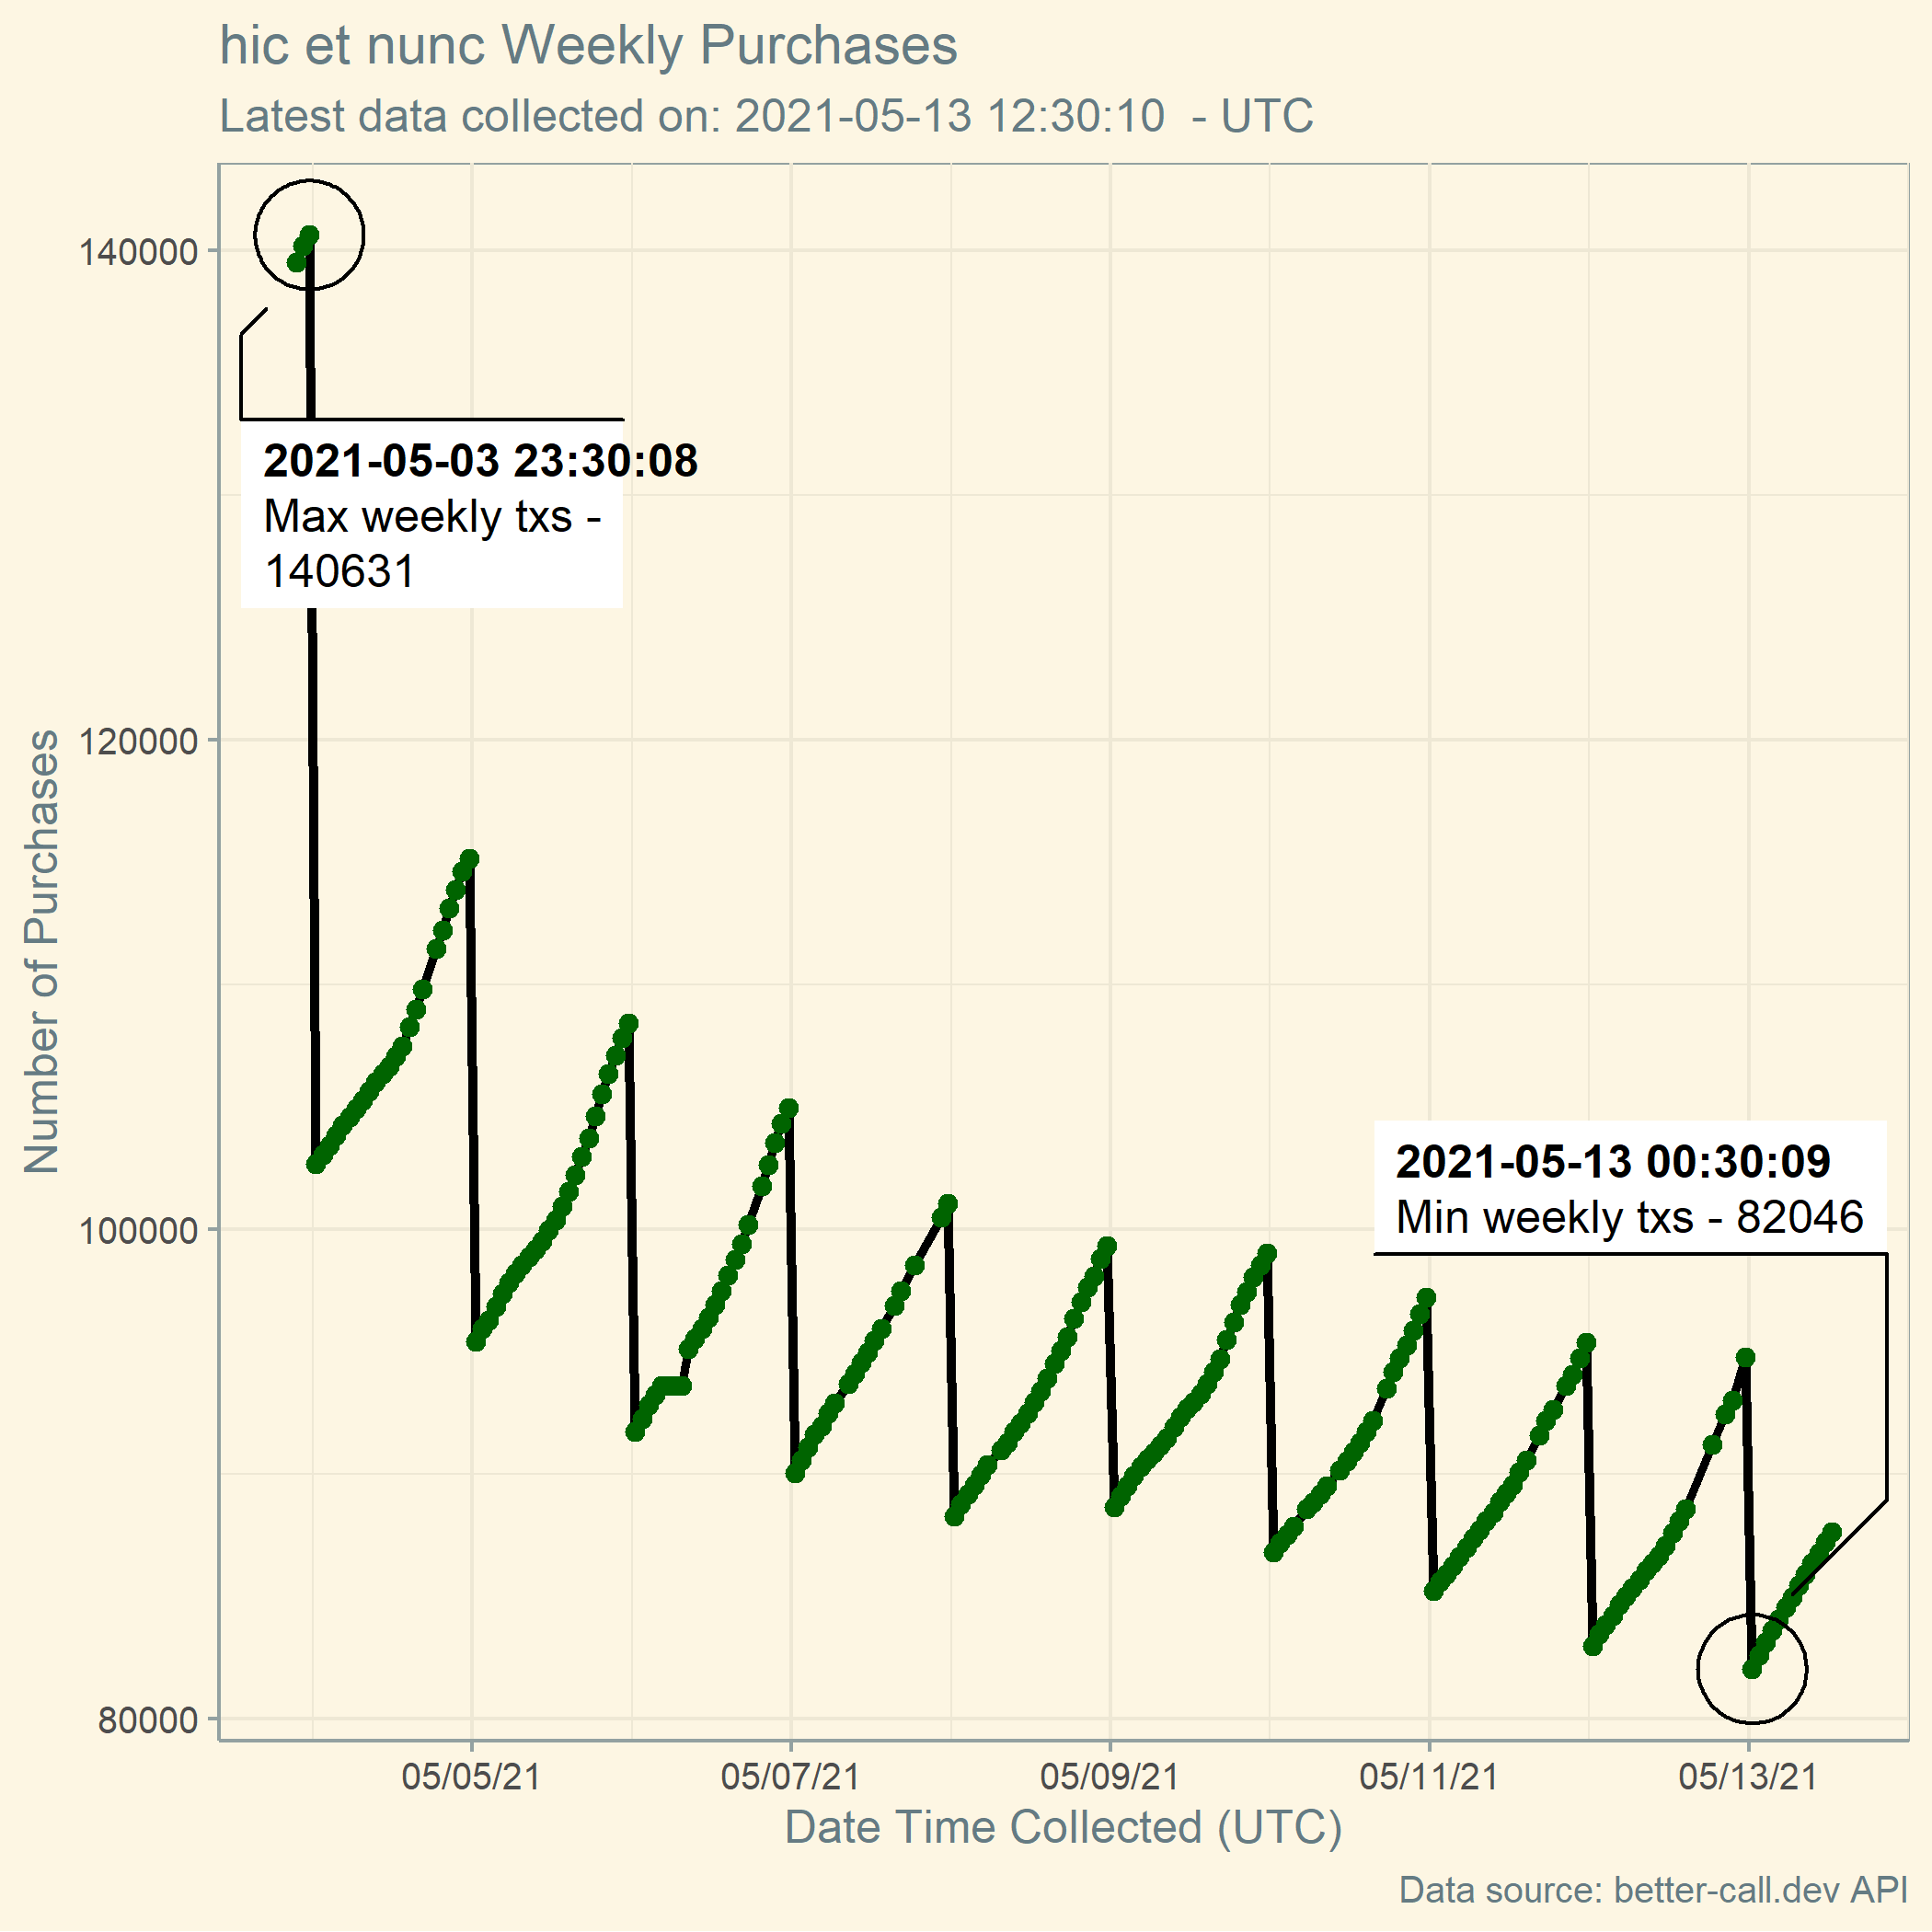 hic et nunc Weekly Purchases
Latest data collected on: 2021-05-13 12:30:10  - UTC
140000
120000
100000
80000
Number of Purchases
2021-05-03 23:30:08
Max weekly txs -
140631
2021-05-13 00:30:09
Min weekly txs - 82046
05/05/21
05/07/21
05/09/21
05/11/21
05/13/21
Date Time Collected (UTC)
Data source: better-call.dev API